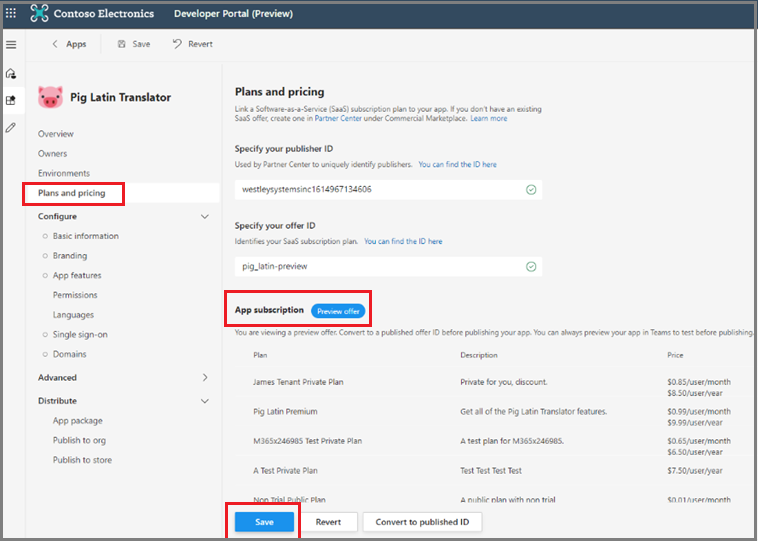 Contoso Electronics Developer Portal (Preview)
Apps Save Revert
Pig Latin Translator
Overview
Owners
Environments
Plans and pricing
Configure
Basic information
Branding
App features
Permissions
Languages
Single sign-on
Domains
Advanced
Distribute
App package
Publish to org
Publish to store
Plans and pricing
Link a Software-as-a-Service (SaaS) subscription plan to your app. If you don't have an existing
SaaS offer, create one in Partner Center under Commercial Marketplace. Learn more
Specify your publisher ID
Used by Partner Center to uniquely identify publishers. You can find the ID here
westleysystemsinc1614967134606
Specify your offer ID
Identifies your SaaS subscription plan. You can find the ID here
pig_latin-preview
App subscription Preview offer
You are viewing a preview offer. Convert to a published offer ID before publishing your app. You can always preview your app in Teams to test before publishing.
Plan Description Price
James Tenant Private Plan Private for you, discount. $0.85/user/month
$8.50/user/year
Pig Latin Premium Get all of the Pig Latin Translator features. $0.99/user/month
$9.99/user/year
M365x246985 Test Private Plan A test plan for M365x246985. $0.65/user/month
$6.50/user/year
A Test Private Plan Test Test Test Test $7.50/user/year
Non Trial Public Plan A public plan with non trial $0.01/user/month
Save Revert Convert to published ID